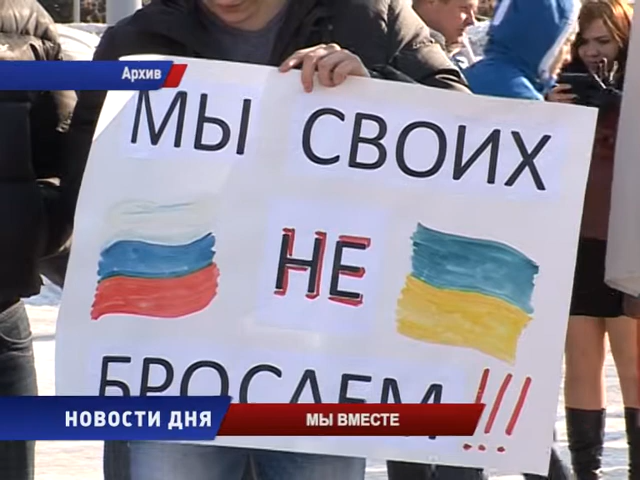 Архив
МЫ СВОИХ
НЕ
БРОСАЕМ!!!
НОВОСТИ ДНЯ
МЫ ВМЕСТЕ